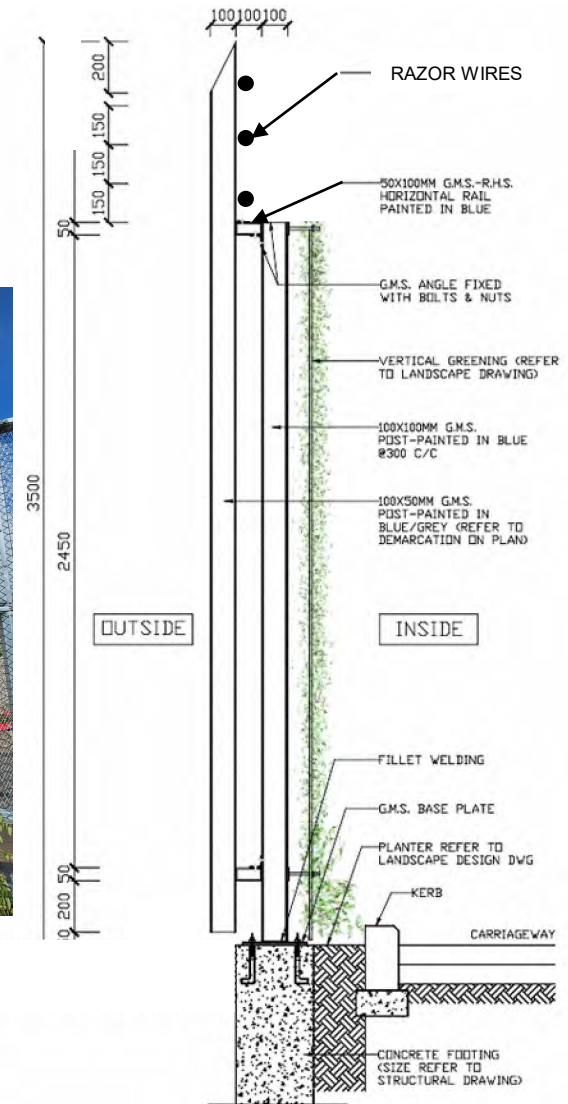 100 100 100
200
RAZOR WIRES
150
150
150
50X100MM G.M.S.-R.H.S.
HORIZONTAL RAIL
PAINTED IN BLUE
50
G.M.S. ANGLE FIXED
WITH BOLTS & NUTS
VERTICAL GREENING (REFER
TO LANDSCAPE DRAWING)
100X100MM G.M.S.
POST-PAINTED IN BLUE
@300 C/C
3500
100X50MM G.M.S.
POST-PAINTED IN
BLUE/GREY (REFER TO
DEMARCATION ON PLAN)
2450
OUTSIDE
INSIDE
FILLET WELDING
G.M.S. BASE PLATE
PLANTER REFER TO
LANDSCAPE DESIGN DWG
50
KERB
200
CARRIAGEWAY
CONCRETE FOOTING
(SIZE REFER TO
STRUCTURAL DRAWING)